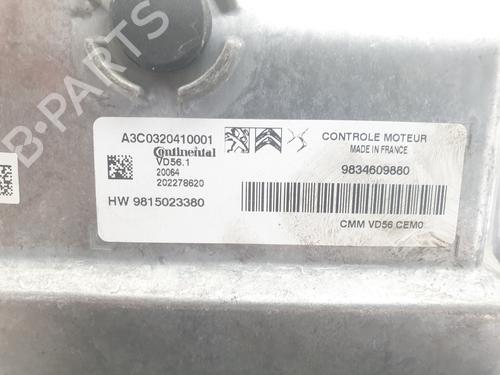 B-PARTS
A3C0320410001
Continental
VD56.1
20064
202278620
HW 9815023380
CONTROLE MOTEUR
MADE IN FRANCE
9834609880
CMM VD56 CEM0